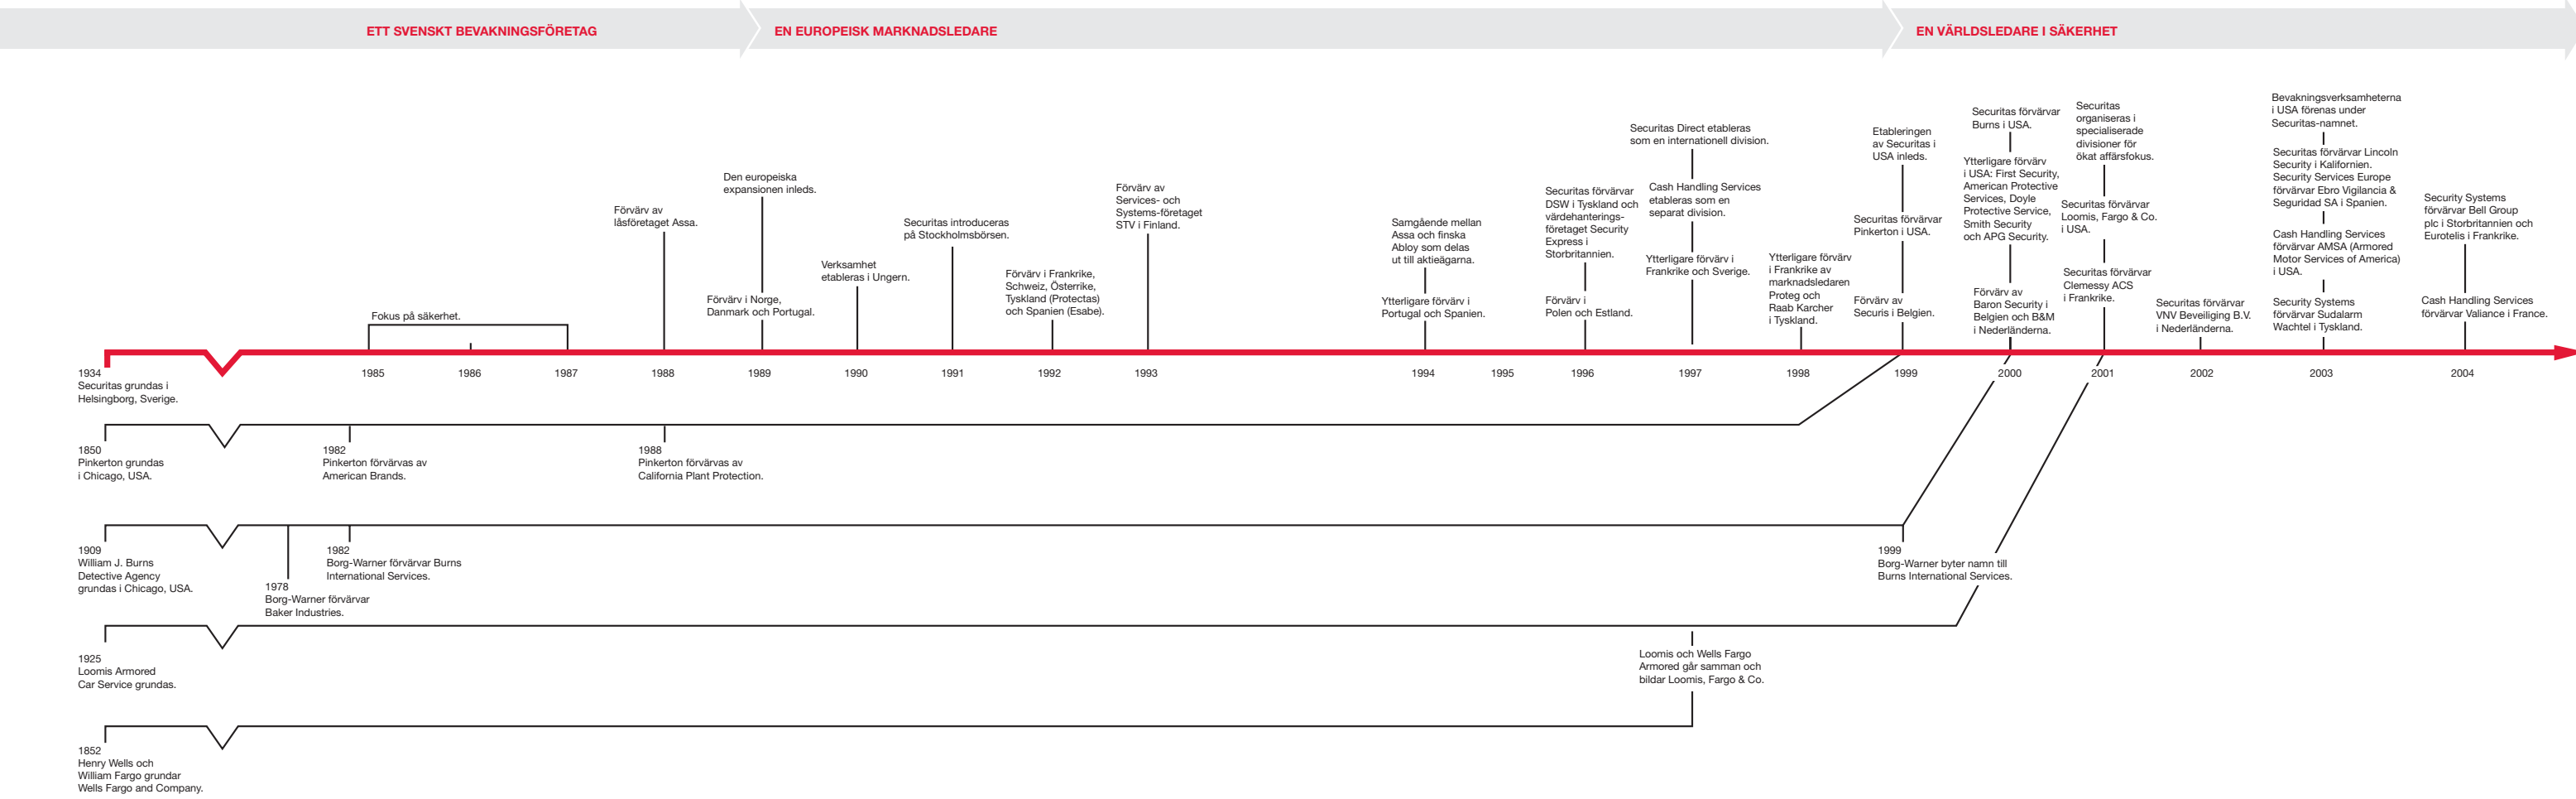 ETT SVENSKT BEVAKNINGSFÖRETAG
EN EUROPEISK MARKNADSLEDARE
EN VÄRLDSLEDARE I SÄKERHET
Fokus på säkerhet.
Förvärv av
låsföretaget Assa.
Den europeiska
expansionen inleds.
Förvärv i Norge,
Danmark och Portugal.
Verksamhet
etableras i Ungern.
Securitas introduceras
på Stockholmsbörsen.
Förvärv i Frankrike,
Schweiz, Österrike,
Tyskland (Protectas)
och Spanien (Esabe).
Förvärv av
Services- och
Systems-företaget
STV i Finland.
Samgående mellan
Assa och finska
Abloy som delas
ut till aktieägarna.
Ytterligare förvärv i
Portugal och Spanien.
Securitas förvärvar
DSW i Tyskland och
värdehanterings-
företaget Security
Express i
Storbritannien.
Förvärv i
Polen och Estland.
Securitas Direct etableras
som en internationell division.
Cash Handling Services
etableras som en
separat division.
Ytterligare förvärv i
Frankrike och Sverige.
Ytterligare förvärv
i Frankrike av
marknadsledaren
Proteg och
Raab Karcher
i Tyskland.
Etableringen
av Securitas i
USA inleds.
Securitas förvärvar
Pinkerton i USA.
Förvärv av
Securis i Belgien.
Securitas förvärvar
Burns i USA.
Ytterligare förvärv
i USA: First Security,
American Protective
Services, Doyle
Protective Service,
Smith Security
och APG Security.
Förvärv av
Baron Security i
Belgien och B&M
i Nederländerna.
Securitas
organiseras i
specialiserade
divisioner för
ökat affärsfokus.
Securitas förvärvar
Loomis, Fargo & Co.
i USA.
Securitas förvärvar
Clemessy ACS
i Frankrike.
Securitas förvärvar
VNV Beveiliging B.V.
i Nederländerna.
Bevakningsverksamheterna
i USA förenas under
Securitas-namnet.
Securitas förvärvar Lincoln
Security i Kalifornien.
Security Services Europe
förvärvar Ebro Vigilancia &
Seguridad SA i Spanien.
Cash Handling Services
förvärvar AMSA (Armored
Motor Services of America)
i USA.
Security Systems
förvärvar Sudalarm
Wachtel i Tyskland.
Security Systems
förvärvar Bell Group
plc i Storbritannien och
Eurotelis i Frankrike.
Cash Handling Services
förvärvar Valiance i France.
1934
Securitas grundas i
Helsingborg, Sverige.
1985
1986
1987
1988
1989
1990
1991
1992
1993
1994
1995
1996
1997
1998
1999
2000
2001
2002
2003
2004
1850
Pinkerton grundas
i Chicago, USA.
1982
Pinkerton förvärvas av
American Brands.
1988
Pinkerton förvärvas av
California Plant Protection.
1909
William J. Burns
Detective Agency
grundas i Chicago, USA.
1978
Borg-Warner förvärvar
Baker Industries.
1982
Borg-Warner förvärvar Burns
International Services.
1999
Borg-Warner byter namn till
Burns International Services.
1925
Loomis Armored
Car Service grundas.
Loomis och Wells Fargo
Armored går samman och
bildar Loomis, Fargo & Co.
1852
Henry Wells och
William Fargo grundar
Wells Fargo and Company.